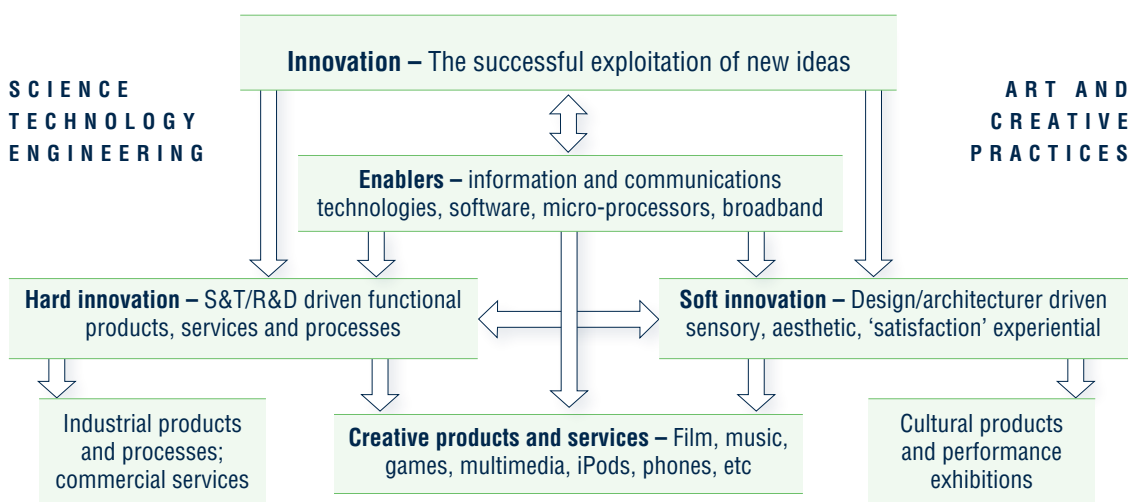 Innovation – The successful exploitation of new ideas
SCIENCE
TECHNOLOGY
ENGINEERING
ART AND
CREATIVE
PRACTICES
Enablers – information and communications
technologies, software, micro-processors, broadband
Hard innovation – S&T/R&D driven functional
products, services and processes
Soft innovation – Design/architecturer driven
sensory, aesthetic, ‘satisfaction’ experiential
Industrial products
and processes;
commercial services
Creative products and services – Film, music,
games, multimedia, iPods, phones, etc
Cultural products
and performance
exhibitions